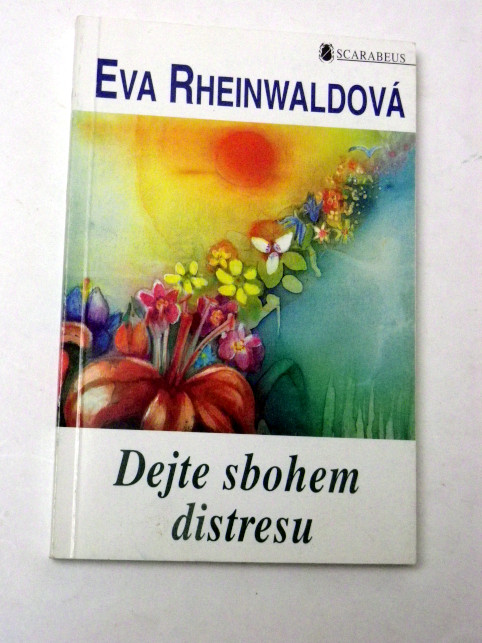 SCARABEUS
EVA RHEINWALDOVÁ
Dejte sbohem
distresu